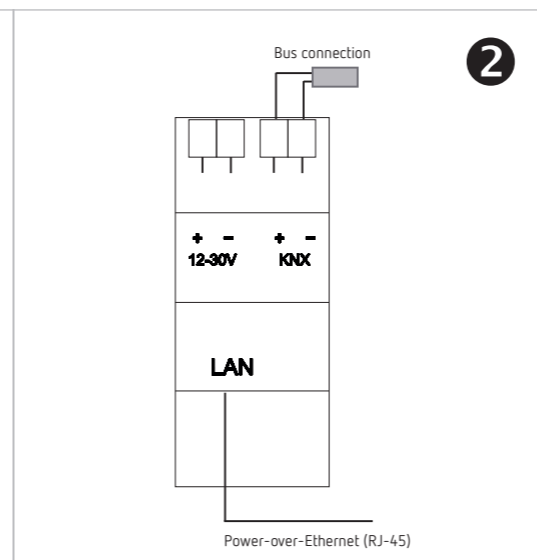 Bus connection
2
+ − + −
12-30V KNX
LAN
Power-over-Ethernet (RJ-45)